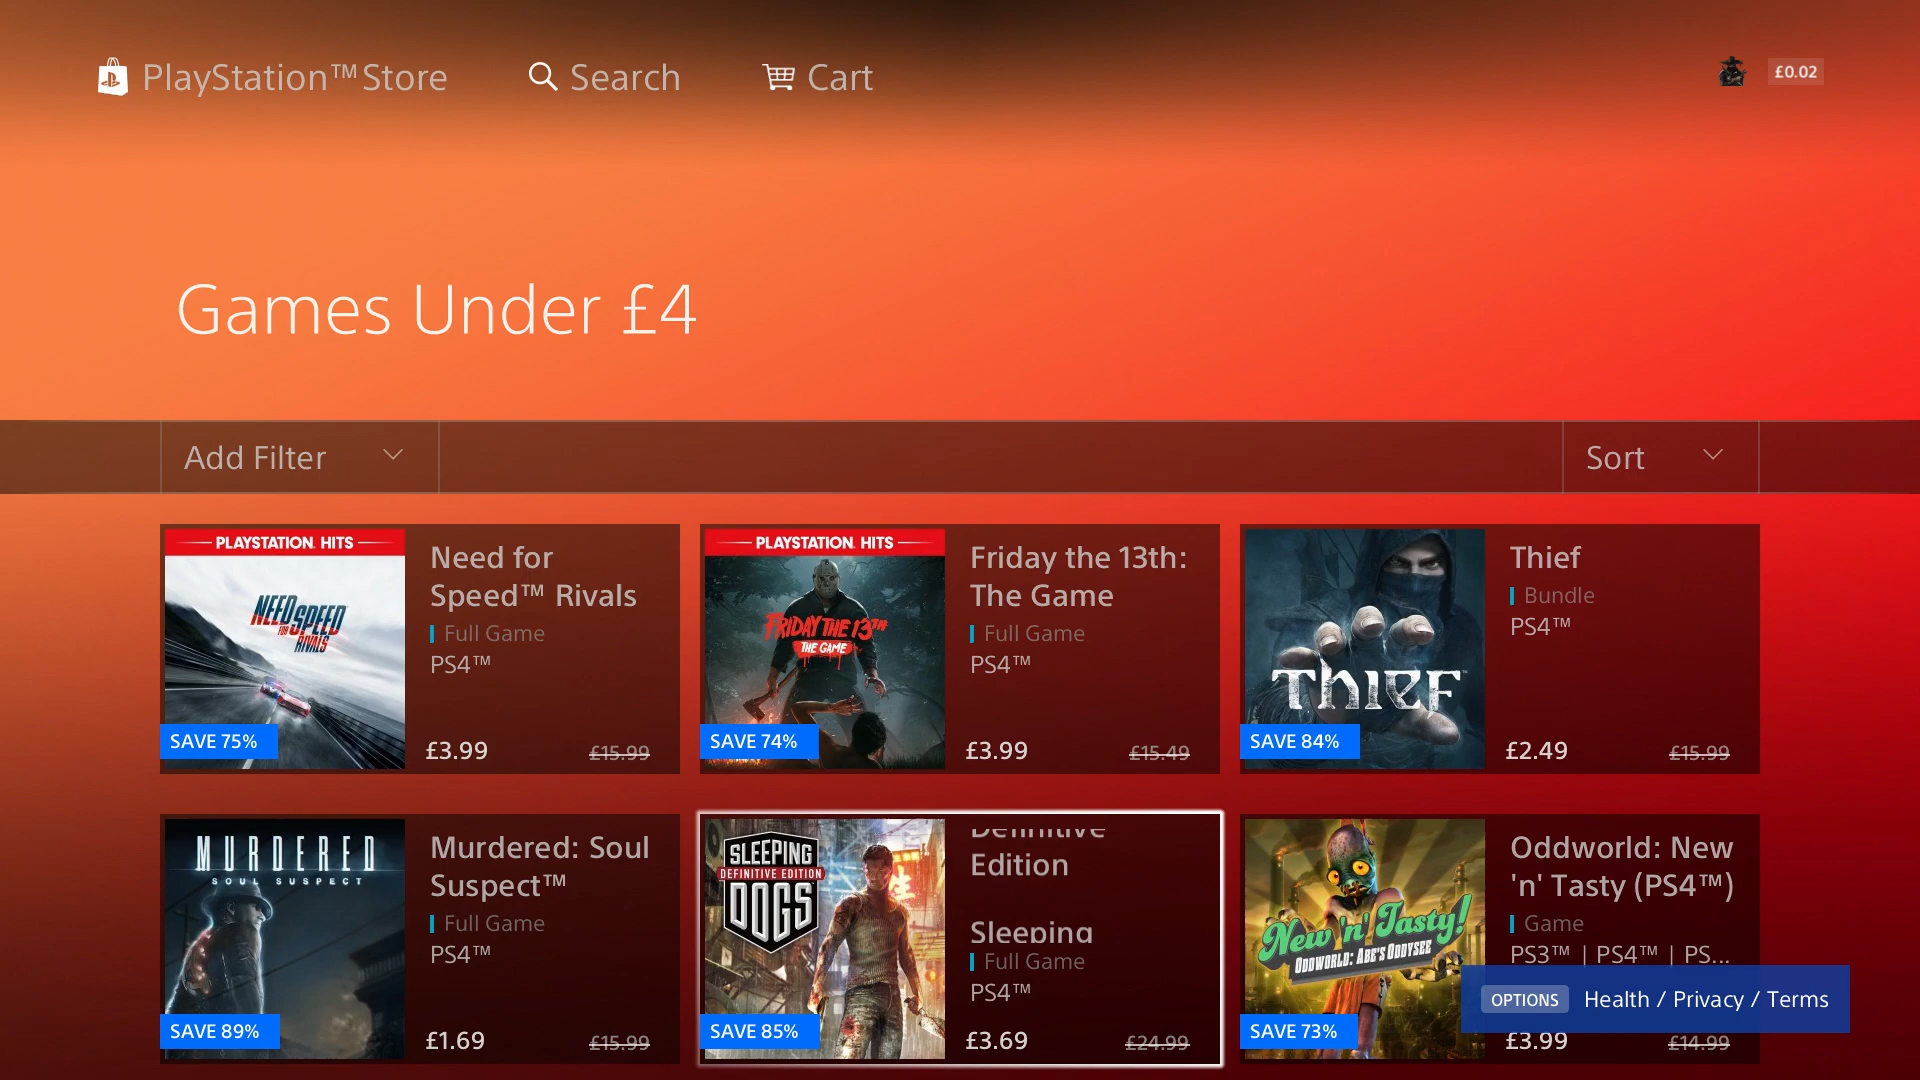 PlayStation™Store
Search
Cart
£0.02
Games Under £4
Add Filter
Sort
PLAYSTATION HITS
NEED FOR SPEED RIVALS
SAVE 75%
Need for
Speed™ Rivals
Full Game
PS4™
£3.99
£15.99
PLAYSTATION HITS
FRIDAY THE 13TH
THE GAME
SAVE 74%
Friday the 13th:
The Game
Full Game
PS4™
£3.99
£15.49
THIEF
SAVE 84%
Thief
Bundle
PS4™
£2.49
£15.99
MURDERED
SOUL SUSPECT
SAVE 89%
Murdered: Soul
Suspect™
Full Game
PS4™
£1.69
£15.99
SLEEPING
DEFINITIVE EDITION
DOGS
SAVE 85%
Definitive
Edition
Sleeping
Full Game
PS4™
£3.69
£24.99
New 'n' Tasty!
ODDWORLD: ABE'S ODDYSEE
SAVE 73%
Oddworld: New
'n' Tasty (PS4™)
Game
PS3™ | PS4™ | PS...
£3.99
£14.99
OPTIONS Health / Privacy / Terms